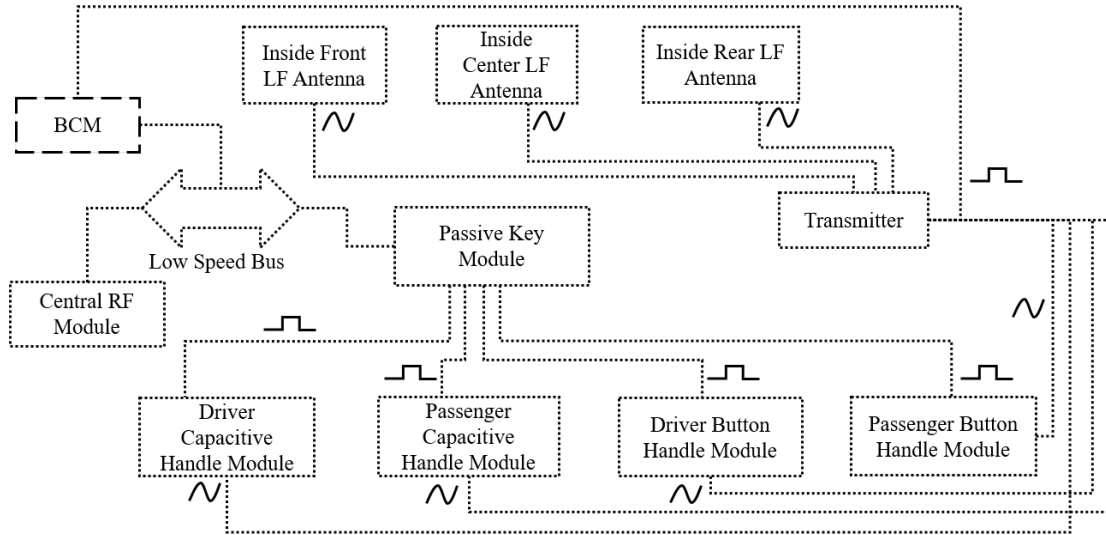 Inside Front
LF Antenna
Inside
Center LF
Antenna
Inside Rear LF
Antenna
BCM
Transmitter
Passive Key
Module
Low Speed Bus
Central RF
Module
Driver
Capacitive
Handle Module
Passenger
Capacitive
Handle Module
Driver Button
Handle Module
Passenger Button
Handle Module